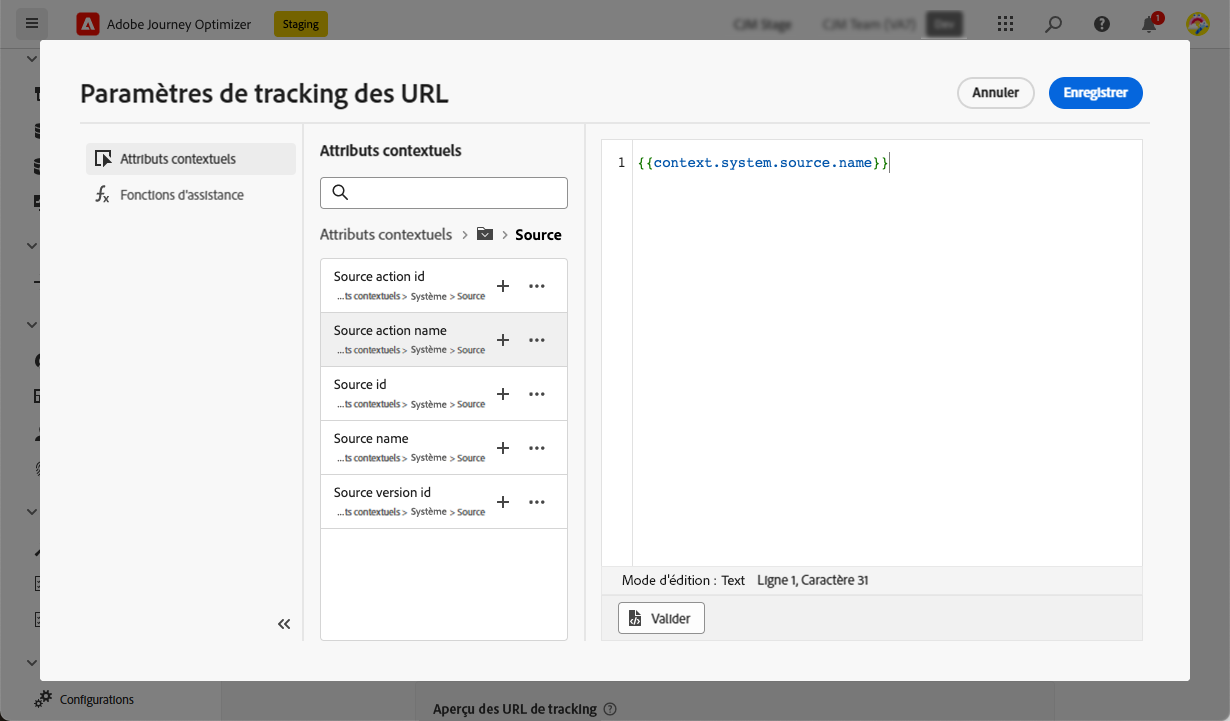 Adobe Journey Optimizer
Staging
CJM Stage
CJM Team (VA7)
Dev
1
Paramètres de tracking des URL
Annuler
Enregistrer
Attributs contextuels
Fonctions d'assistance
Attributs contextuels
Attributs contextuels > > Source
Source action id
...ts contextuels > Système > Source
Source action name
...ts contextuels > Système > Source
Source id
...ts contextuels > Système > Source
Source name
...ts contextuels > Système > Source
Source version id
...ts contextuels > Système > Source
1 {{context.system.source.name}}
Mode d'édition : Text Ligne 1, Caractère 31
Valider
Configurations
Aperçu des URL de tracking